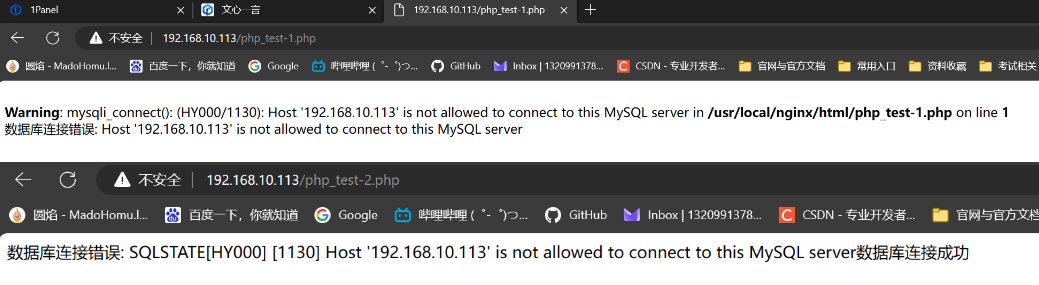 1Panel 文心一言 192.168.10.113/php_test-1.php
不安全 192.168.10.113/php_test-1.php
圆焰 - MadoHomu.l... 百度一下，你就知道 Google 哔哩哔哩 (゜-゜)つ... GitHub Inbox | 1320991378... CSDN - 专业开发者... 官网与官方文档 常用入口 资料收藏 考试相关
Warning: mysqli_connect(): (HY000/1130): Host '192.168.10.113' is not allowed to connect to this MySQL server in /usr/local/nginx/html/php_test-1.php on line 1
数据库连接错误: Host '192.168.10.113' is not allowed to connect to this MySQL server
不安全 192.168.10.113/php_test-2.php
圆焰 - MadoHomu.l... 百度一下，你就知道 Google 哔哩哔哩 (゜-゜)つ... GitHub Inbox | 1320991378... CSDN - 专业开发者... 官网与官方文档
数据库连接错误: SQLSTATE[HY000] [1130] Host '192.168.10.113' is not allowed to connect to this MySQL server数据库连接成功